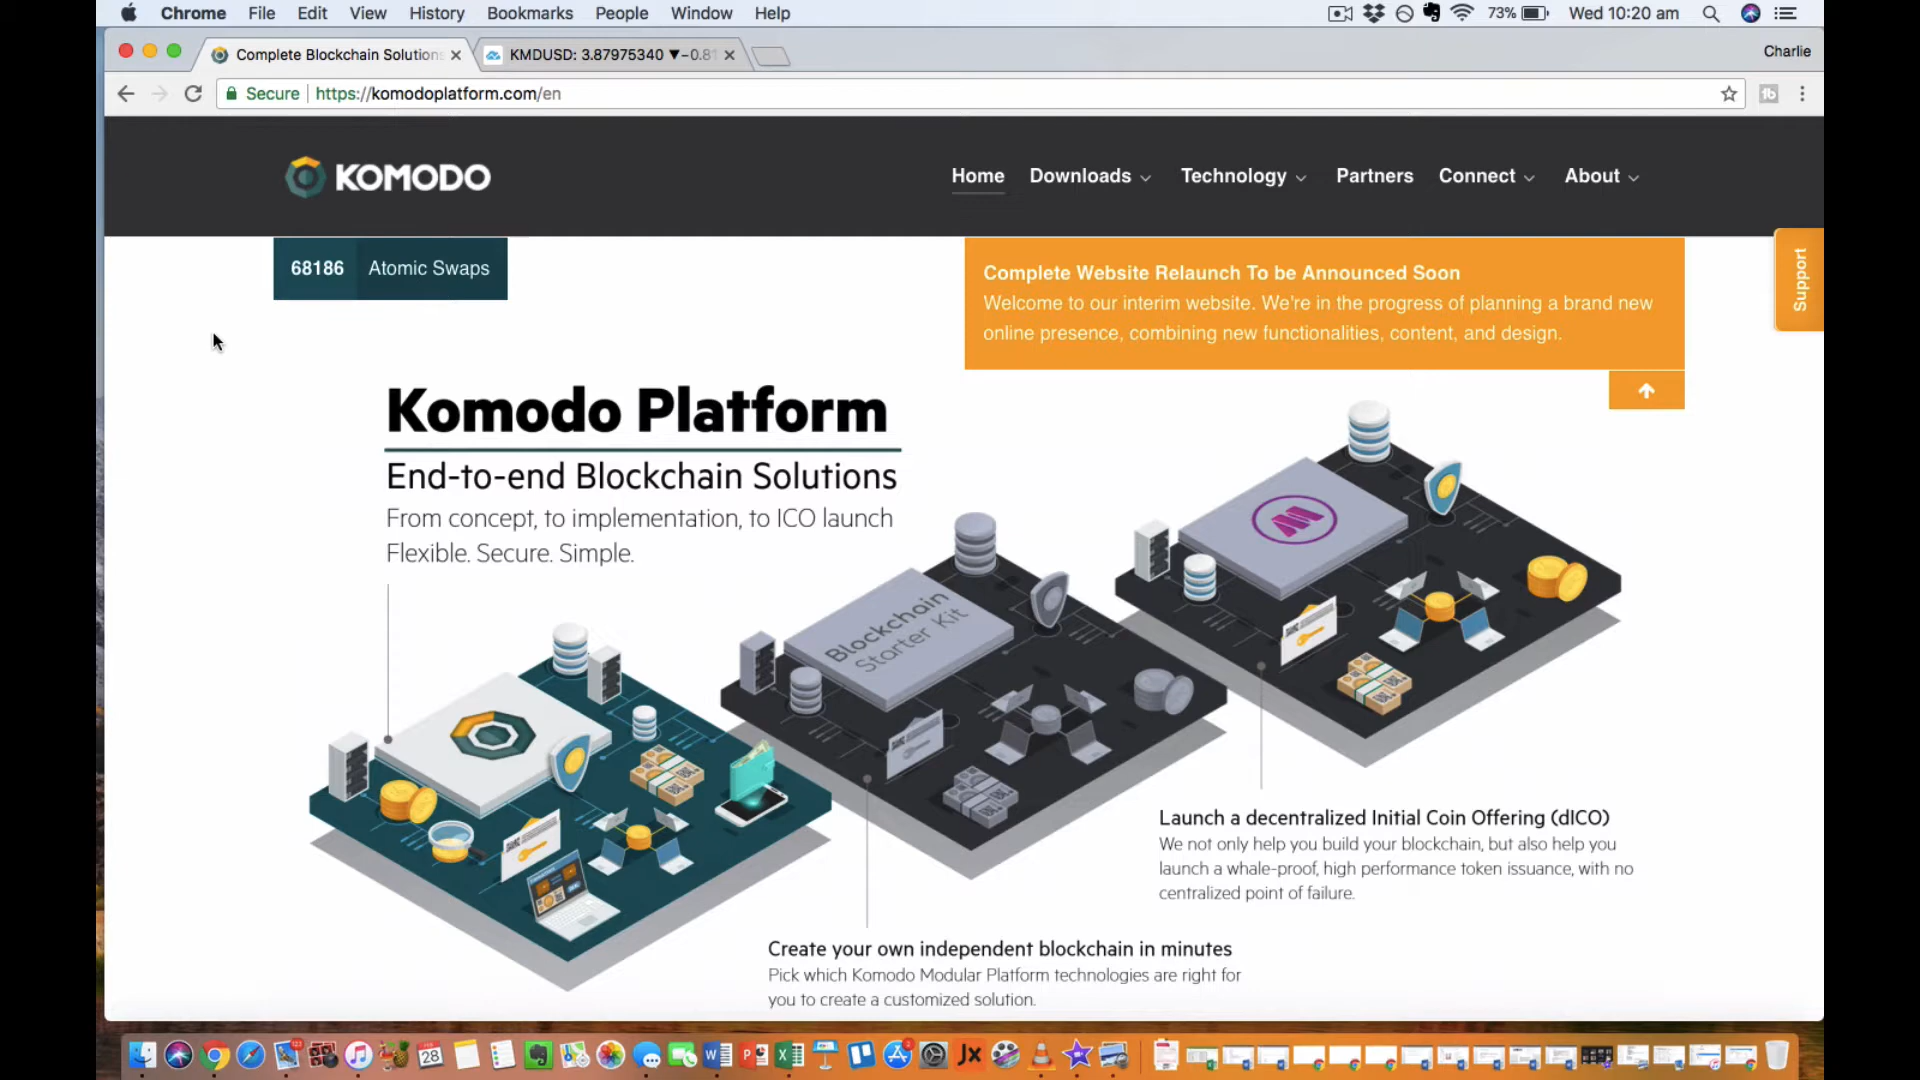 Chrome File Edit View History Bookmarks People Window Help 73% Wed 10:20 am
Complete Blockchain Solutions KMDUSD: 3.87975340 ▼−0.81 Charlie
Secure https://komodoplatform.com/en
KOMODO Home Downloads Technology Partners Connect About
68186 Atomic Swaps
Complete Website Relaunch To be Announced Soon
Welcome to our interim website. We're in the progress of planning a brand new
online presence, combining new functionalities, content, and design.
Support
Komodo Platform
End-to-end Blockchain Solutions
From concept, to implementation, to ICO launch
Flexible. Secure. Simple.
Blockchain
Starter Kit
Launch a decentralized Initial Coin Offering (dICO)
We not only help you build your blockchain, but also help you
launch a whale-proof, high performance token issuance, with no
centralized point of failure.
Create your own independent blockchain in minutes
Pick which Komodo Modular Platform technologies are right for
you to create a customized solution.
28